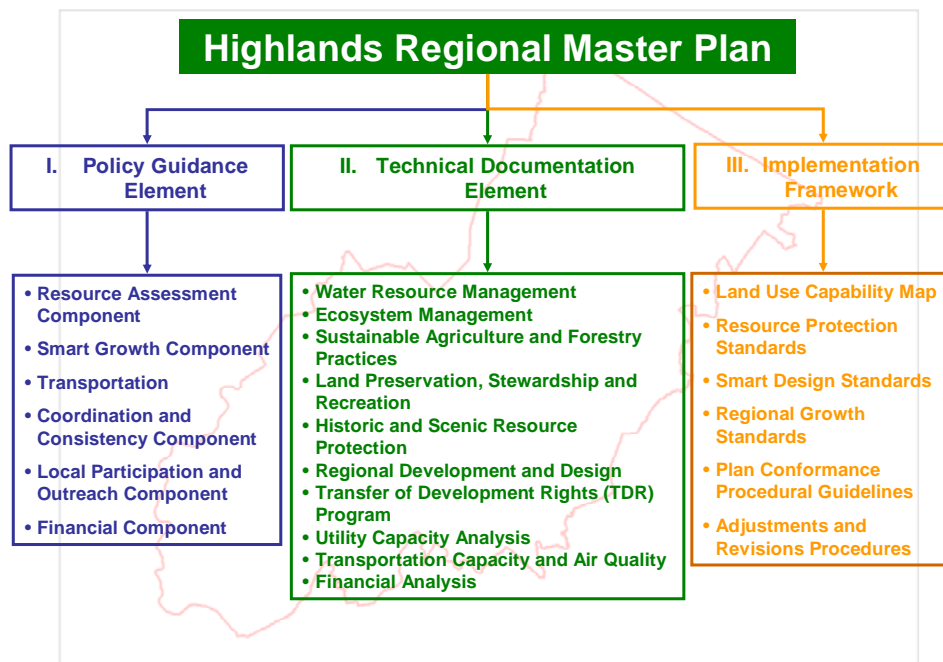 Highlands Regional Master Plan
I. Policy Guidance
Element
• Resource Assessment
Component
• Smart Growth Component
• Transportation
• Coordination and
Consistency Component
• Local Participation and
Outreach Component
• Financial Component
II. Technical Documentation
Element
• Water Resource Management
• Ecosystem Management
• Sustainable Agriculture and Forestry
Practices
• Land Preservation, Stewardship and
Recreation
• Historic and Scenic Resource
Protection
• Regional Development and Design
• Transfer of Development Rights (TDR)
Program
• Utility Capacity Analysis
• Transportation Capacity and Air Quality
• Financial Analysis
III. Implementation
Framework
• Land Use Capability Map
• Resource Protection
Standards
• Smart Design Standards
• Regional Growth
Standards
• Plan Conformance
Procedural Guidelines
• Adjustments and
Revisions Procedures